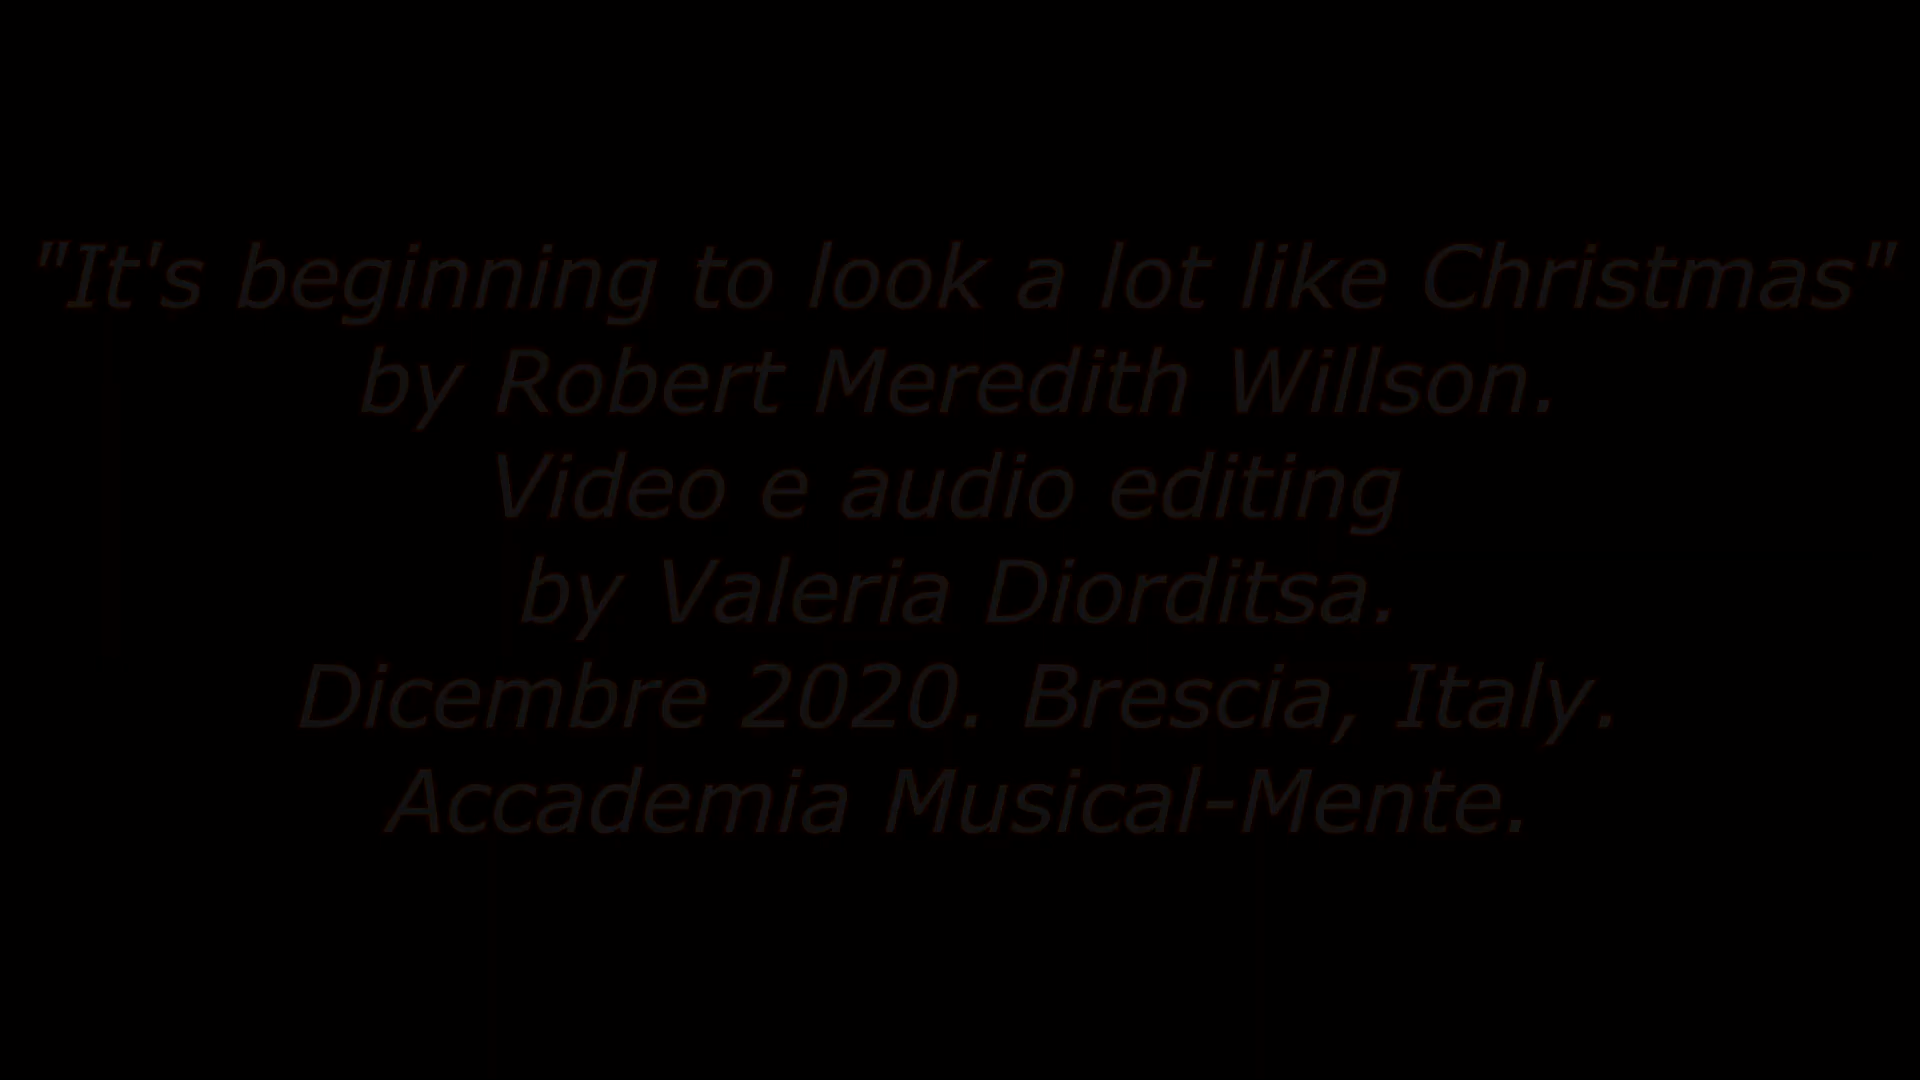 "It's beginning to look a lot like Christmas"
by Robert Meredith Willson.
Video e audio editing
by Valeria Diorditsa.
Dicembre 2020. Brescia, Italy.
Accademia Musical-Mente.